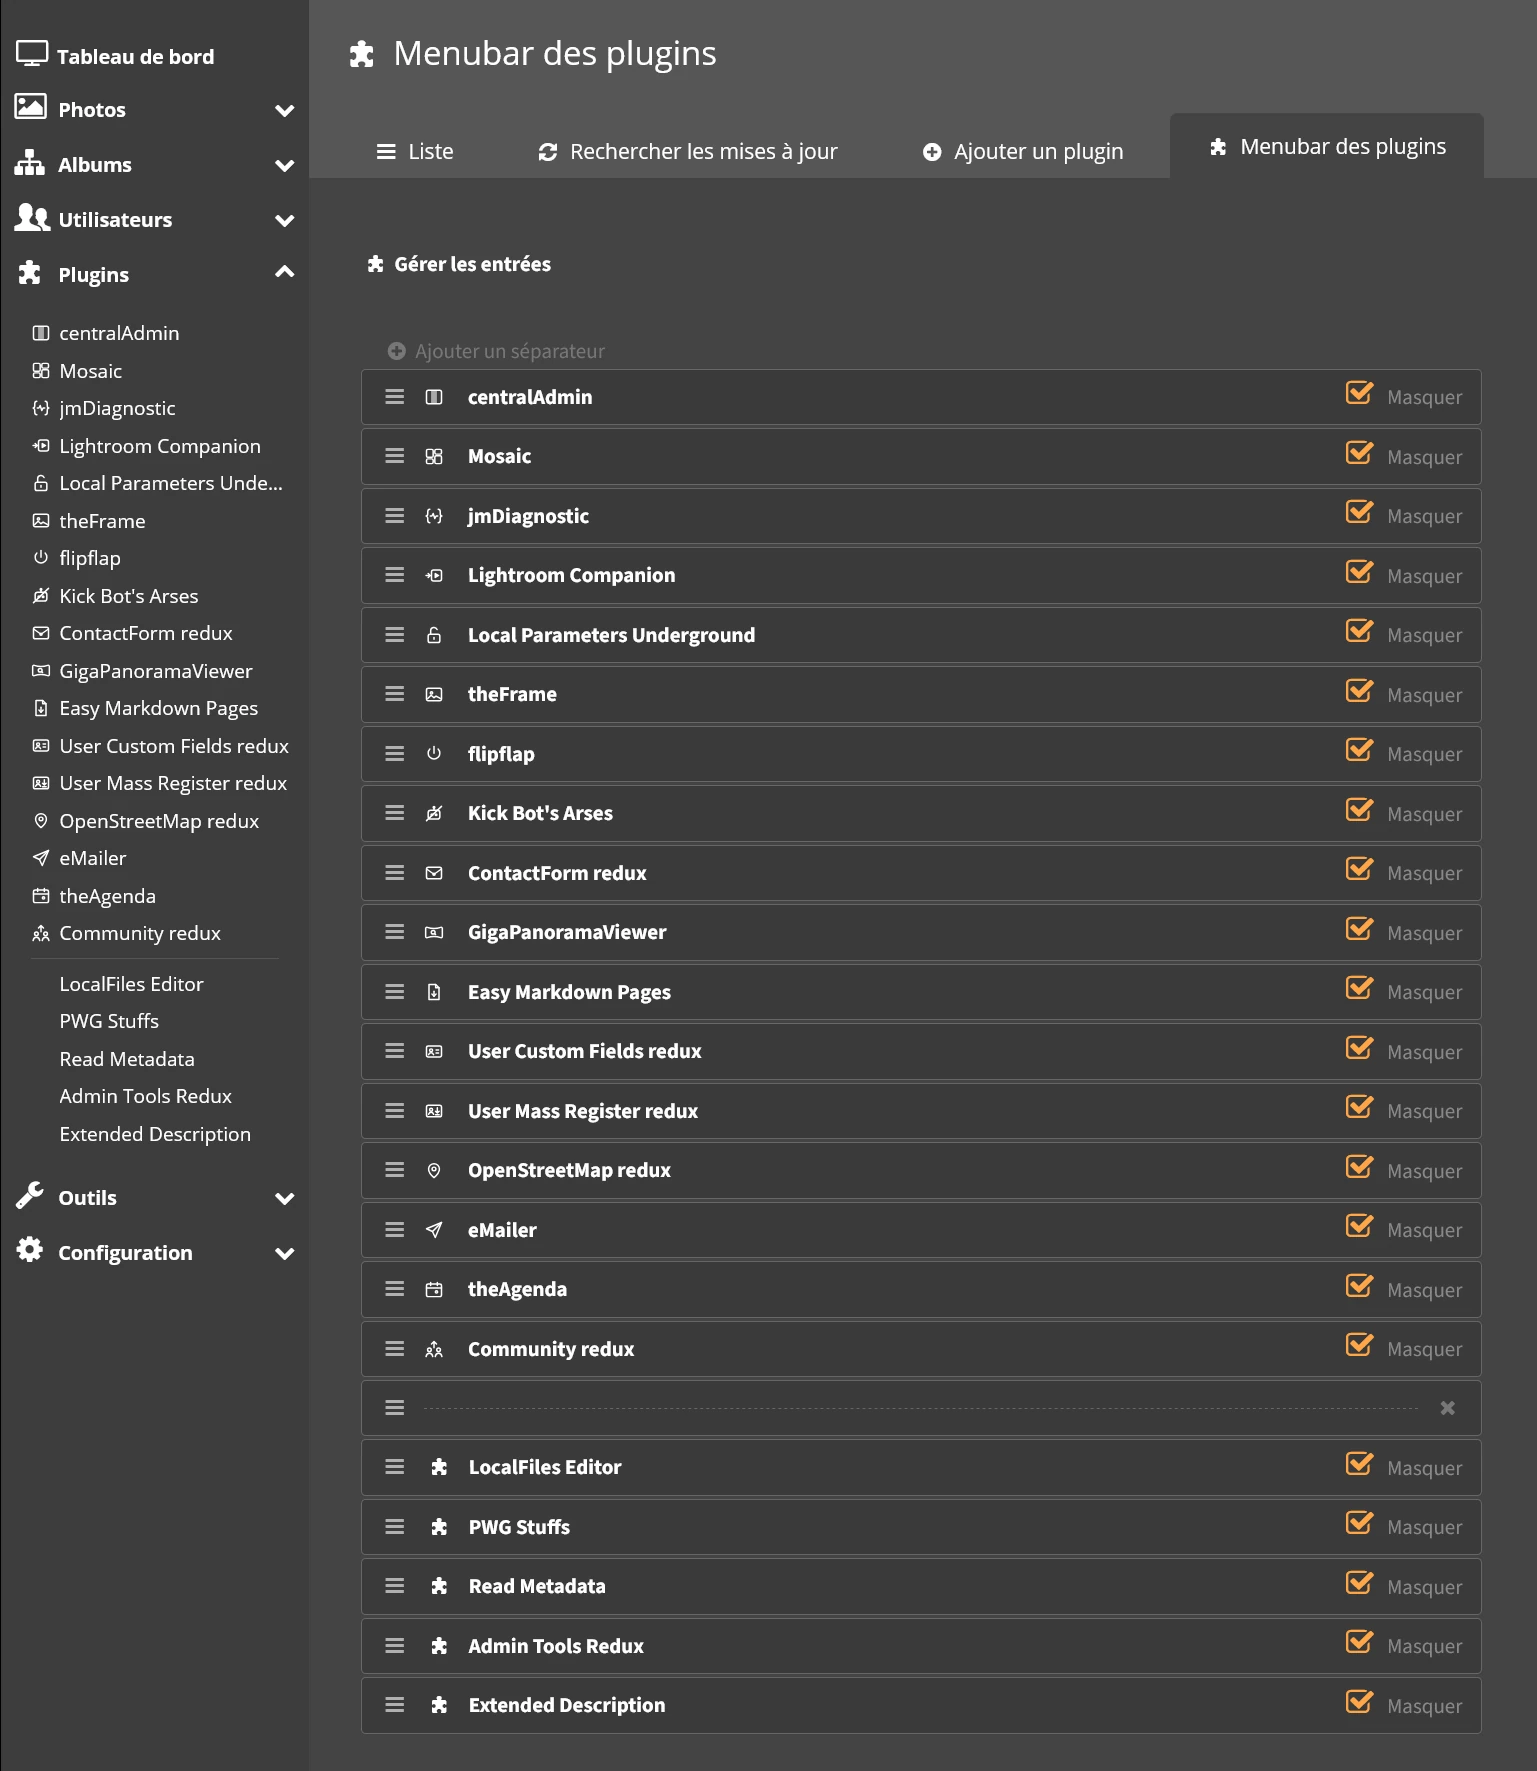 Tableau de bord
Photos
Albums
Utilisateurs
Plugins
centralAdmin
Mosaic
jmDiagnostic
Lightroom Companion
Local Parameters Unde...
theFrame
flipflap
Kick Bot's Arses
ContactForm redux
GigaPanoramaViewer
Easy Markdown Pages
User Custom Fields redux
User Mass Register redux
OpenStreetMap redux
eMailer
theAgenda
Community redux
LocalFiles Editor
PWG Stuffs
Read Metadata
Admin Tools Redux
Extended Description
Outils
Configuration
Menubar des plugins
Liste
Rechercher les mises à jour
Ajouter un plugin
Menubar des plugins
Gérer les entrées
Ajouter un séparateur
centralAdmin Masquer
Mosaic Masquer
jmDiagnostic Masquer
Lightroom Companion Masquer
Local Parameters Underground Masquer
theFrame Masquer
flipflap Masquer
Kick Bot's Arses Masquer
ContactForm redux Masquer
GigaPanoramaViewer Masquer
Easy Markdown Pages Masquer
User Custom Fields redux Masquer
User Mass Register redux Masquer
OpenStreetMap redux Masquer
eMailer Masquer
theAgenda Masquer
Community redux Masquer
LocalFiles Editor Masquer
PWG Stuffs Masquer
Read Metadata Masquer
Admin Tools Redux Masquer
Extended Description Masquer